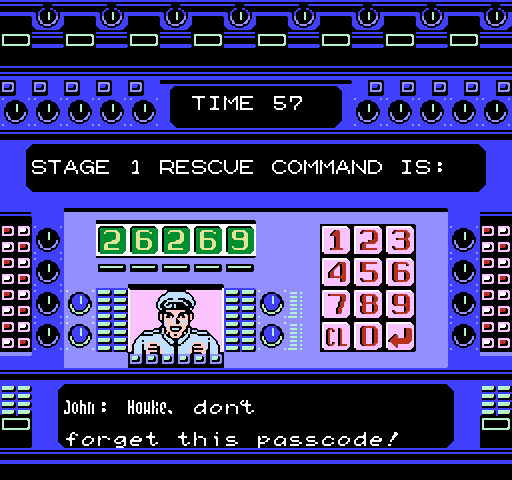 TIME 57
STAGE 1 RESCUE COMMAND IS:
26269
1 2 3
4 5 6
7 8 9
CL 0 ↵
John: Hawke, don't
forget this passcode!